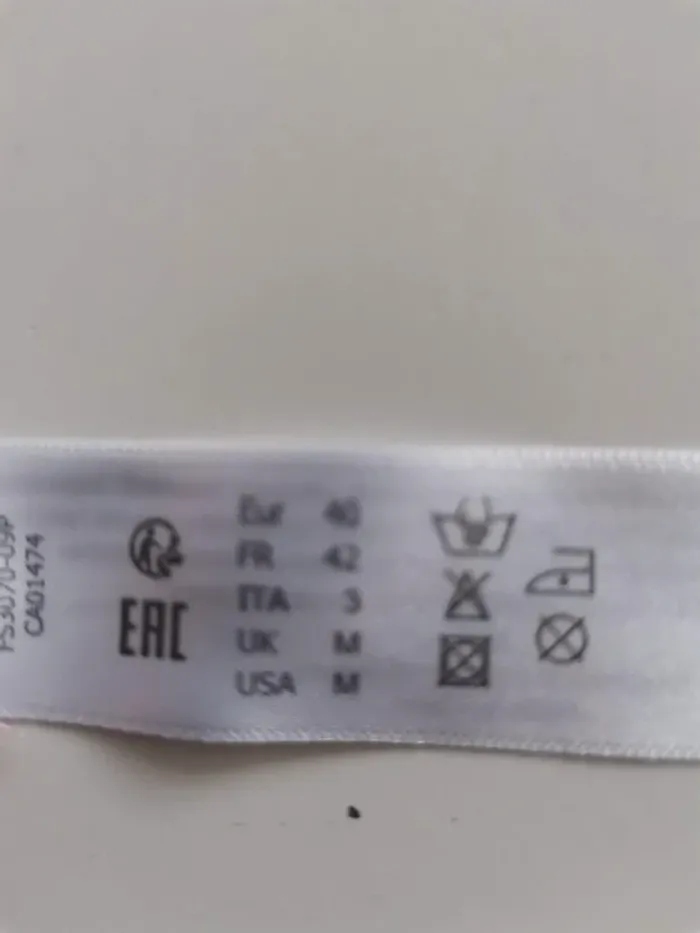 CA01474
EAC
Eur 40
FR 42
ITA 3
UK M
USA M